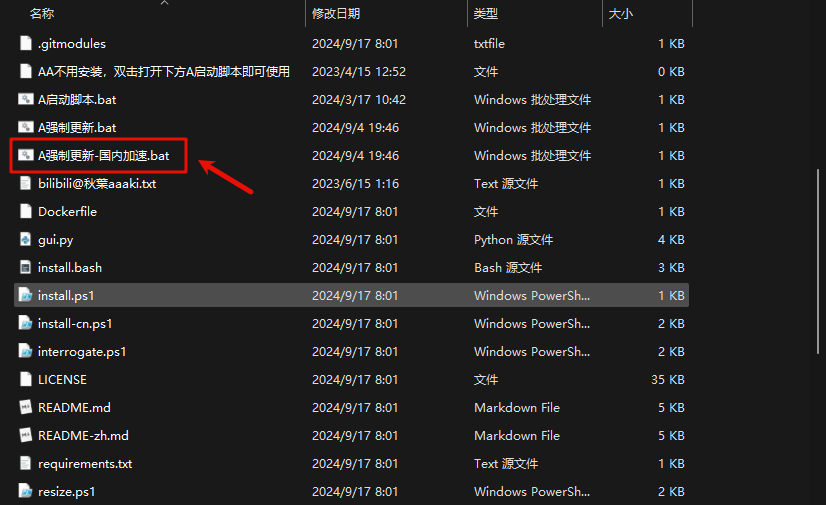 名称 修改日期 类型 大小
.gitmodules 2024/9/17 8:01 txtfile 1 KB
AA不用安装，双击打开下方A启动脚本即可使用 2023/4/15 12:52 文件 0 KB
A启动脚本.bat 2024/3/17 10:42 Windows 批处理文件 1 KB
A强制更新.bat 2024/9/4 19:46 Windows 批处理文件 1 KB
A强制更新-国内加速.bat 2024/9/4 19:46 Windows 批处理文件 1 KB
bilibili@秋葉aaaki.txt 2023/6/15 1:16 Text 源文件 1 KB
Dockerfile 2024/9/17 8:01 文件 1 KB
gui.py 2024/9/17 8:01 Python 源文件 4 KB
install.bash 2024/9/17 8:01 Bash 源文件 3 KB
install.ps1 2024/9/17 8:01 Windows PowerSh... 1 KB
install-cn.ps1 2024/9/17 8:01 Windows PowerSh... 2 KB
interrogate.ps1 2024/9/17 8:01 Windows PowerSh... 2 KB
LICENSE 2024/9/17 8:01 文件 35 KB
README.md 2024/9/17 8:01 Markdown File 5 KB
README-zh.md 2024/9/17 8:01 Markdown File 5 KB
requirements.txt 2024/9/17 8:01 Text 源文件 1 KB
resize.ps1 2024/9/17 8:01 Windows PowerSh... 2 KB